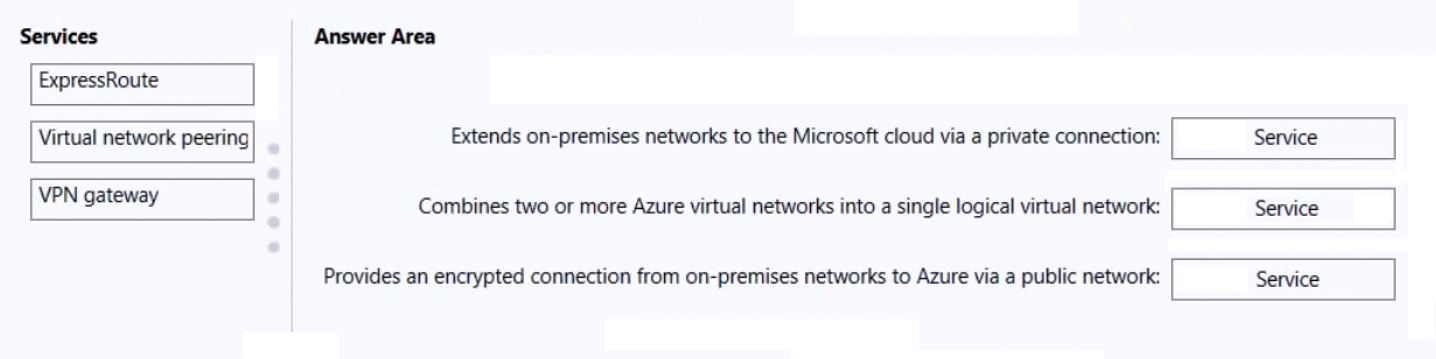 Services
ExpressRoute
Virtual network peering
VPN gateway
Answer Area
Extends on-premises networks to the Microsoft cloud via a private connection: Service
Combines two or more Azure virtual networks into a single logical virtual network: Service
Provides an encrypted connection from on-premises networks to Azure via a public network: Service